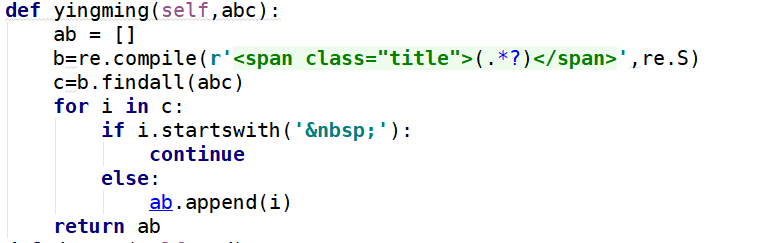 def yingming(self,abc):
    ab = []
    b=re.compile(r'<span class="title">(.*?)</span>',re.S)
    c=b.findall(abc)
    for i in c:
        if i.startswith('&nbsp;'):
            continue
        else:
            ab.append(i)
    return ab